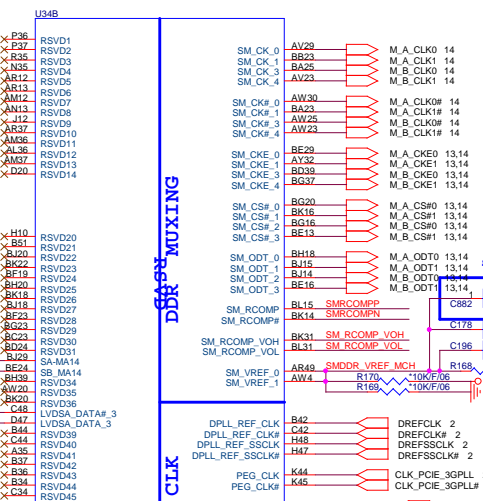 U34B
P36 RSVD1
P37 RSVD2
R35 RSVD3
N35 RSVD4
AR12 RSVD5
AR13 RSVD6
AM12 RSVD7
AN13 RSVD8
J12 RSVD9
AR37 RSVD10
AM36 RSVD11
AL36 RSVD12
AM37 RSVD13
D20 RSVD14
H10 RSVD20
B51 RSVD21
BJ20 RSVD22
BK22 RSVD23
BF19 RSVD24
BH20 RSVD25
BK18 RSVD26
BJ18 RSVD27
BF23 RSVD28
BG23 RSVD29
BC23 RSVD30
BD24 RSVD31
BJ29 SA-MA14
BE24 SB_MA14
BH39 RSVD34
AW20 RSVD35
BK20 RSVD36
C48 LVDSA_DATA#_3
D47 LVDSA_DATA_3
B44 RSVD39
C44 RSVD40
A35 RSVD41
B37 RSVD42
B36 RSVD43
B34 RSVD44
C34 RSVD45
RSVD
DDR MUXING
CLK
SM_CK_0 AV29 M_A_CLK0 14
SM_CK_1 BB23 M_A_CLK1 14
SM_CK_3 BA25 M_B_CLK0 14
SM_CK_4 AV23 M_B_CLK1 14
SM_CK#_0 AW30 M_A_CLK0# 14
SM_CK#_1 BA23 M_A_CLK1# 14
SM_CK#_3 AW25 M_B_CLK0# 14
SM_CK#_4 AW23 M_B_CLK1# 14
SM_CKE_0 BE29 M_A_CKE0 13,14
SM_CKE_1 AY32 M_A_CKE1 13,14
SM_CKE_3 BD39 M_B_CKE0 13,14
SM_CKE_4 BG37 M_B_CKE1 13,14
SM_CS#_0 BG20 M_A_CS#0 13,14
SM_CS#_1 BK16 M_A_CS#1 13,14
SM_CS#_2 BG16 M_B_CS#0 13,14
SM_CS#_3 BE13 M_B_CS#1 13,14
SM_ODT_0 BH18 M_A_ODT0 13,14
SM_ODT_1 BJ15 M_A_ODT1 13,14
SM_ODT_2 BJ14 M_B_ODT0 13,14
SM_ODT_3 BE16 M_B_ODT1 13,14
SM_RCOMP BL15 SMRCOMPP
SM_RCOMP# BK14 SMRCOMPN
SM_RCOMP_VOH BK31 SM_RCOMP_VOH
SM_RCOMP_VOL BL31 SM_RCOMP_VOL
SM_VREF_0 AR49 SMDDR_VREF_MCH
SM_VREF_1 AW4
1
C882
C178
C196
R168
R170 *10K/F/06
R169 *10K/F/06
DPLL_REF_CLK B42 DREFCLK 2
DPLL_REF_CLK# C42 DREFCLK# 2
DPLL_REF_SSCLK H48 DREFSSCLK 2
DPLL_REF_SSCLK# H47 DREFSSCLK# 2
PEG_CLK K44 CLK_PCIE_3GPLL 2
PEG_CLK# K45 CLK_PCIE_3GPLL#